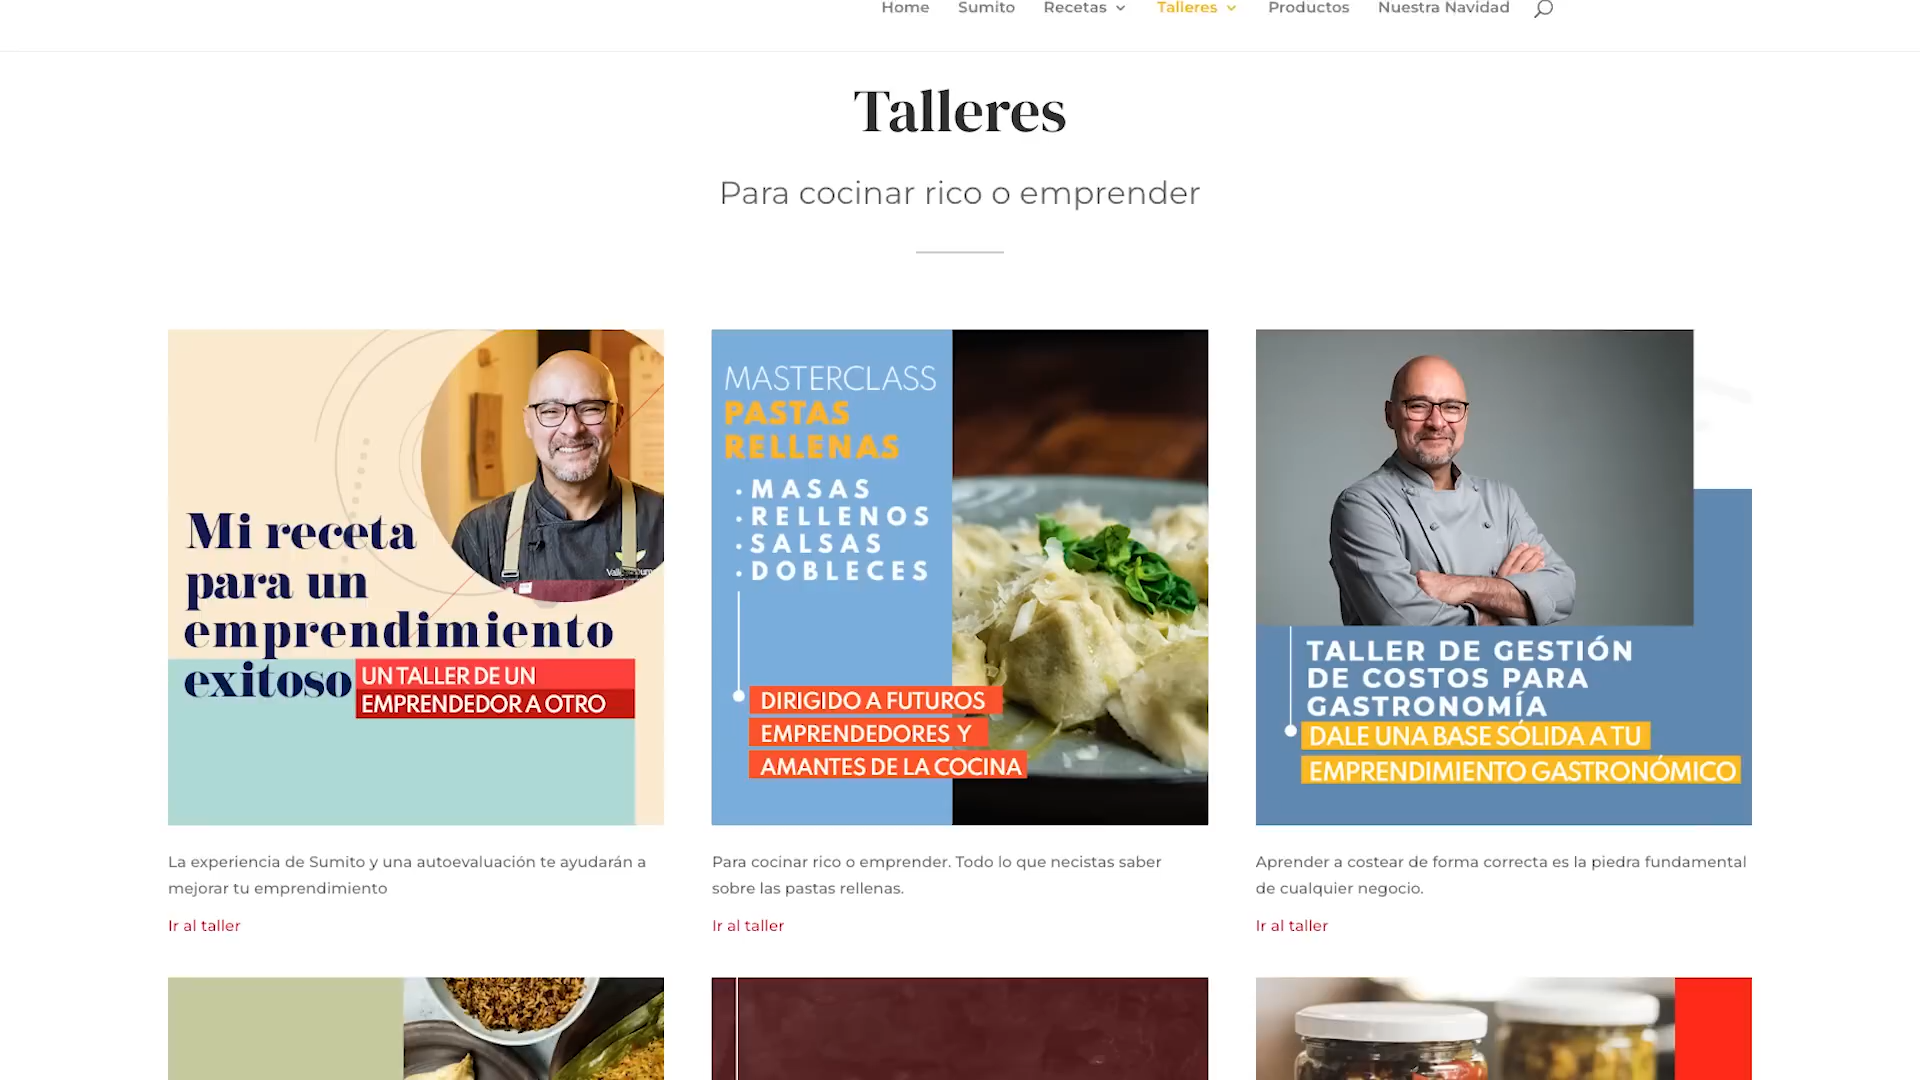 Home Sumito Recetas Talleres Productos Nuestra Navidad
Talleres
Para cocinar rico o emprender
Mi receta
para un
emprendimiento
exitoso
UN TALLER DE UN
EMPRENDEDOR A OTRO
MASTERCLASS
PASTAS
RELLENAS
· MASAS
· RELLENOS
· SALSAS
· DOBLECES
DIRIGIDO A FUTUROS
EMPRENDEDORES Y
AMANTES DE LA COCINA
TALLER DE GESTIÓN
DE COSTOS PARA
GASTRONOMÍA
DALE UNA BASE SÓLIDA A TU
EMPRENDIMIENTO GASTRONÓMICO
La experiencia de Sumito y una autoevaluación te ayudarán a
mejorar tu emprendimiento
Ir al taller
Para cocinar rico o emprender. Todo lo que necistas saber
sobre las pastas rellenas.
Ir al taller
Aprender a costear de forma correcta es la piedra fundamental
de cualquier negocio.
Ir al taller